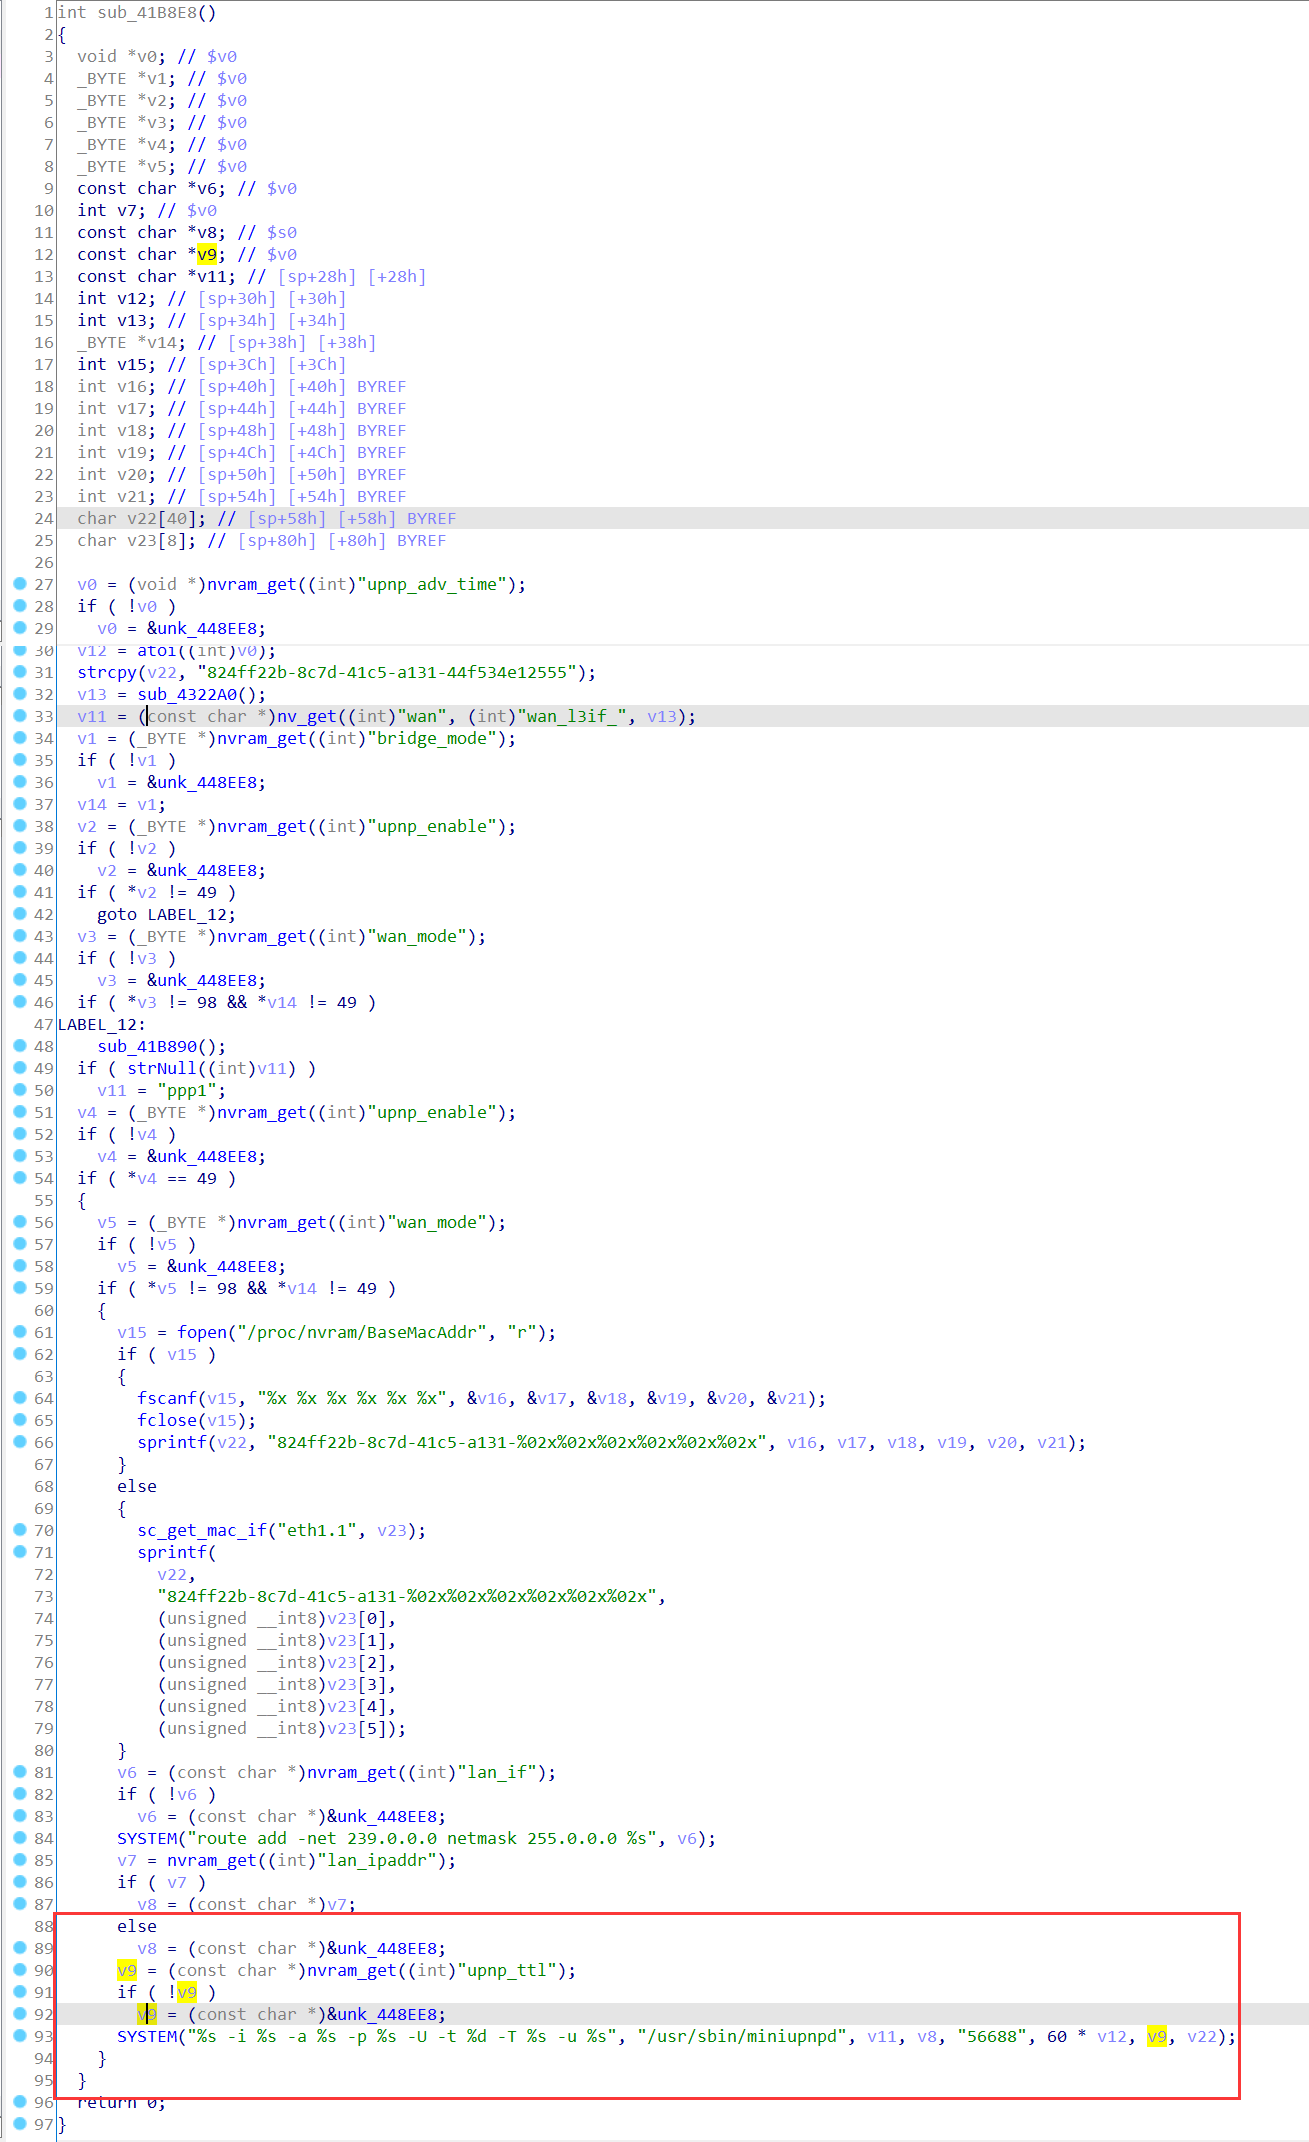 1 int sub_41B8E8()
2 {
3 void *v0; // $v0
4 _BYTE *v1; // $v0
5 _BYTE *v2; // $v0
6 _BYTE *v3; // $v0
7 _BYTE *v4; // $v0
8 _BYTE *v5; // $v0
9 const char *v6; // $v0
10 int v7; // $v0
11 const char *v8; // $s0
12 const char *v9; // $v0
13 const char *v11; // [sp+28h] [+28h]
14 int v12; // [sp+30h] [+30h]
15 int v13; // [sp+34h] [+34h]
16 _BYTE *v14; // [sp+38h] [+38h]
17 int v15; // [sp+3Ch] [+3Ch]
18 int v16; // [sp+40h] [+40h] BYREF
19 int v17; // [sp+44h] [+44h] BYREF
20 int v18; // [sp+48h] [+48h] BYREF
21 int v19; // [sp+4Ch] [+4Ch] BYREF
22 int v20; // [sp+50h] [+50h] BYREF
23 int v21; // [sp+54h] [+54h] BYREF
24 char v22[40]; // [sp+58h] [+58h] BYREF
25 char v23[8]; // [sp+80h] [+80h] BYREF
26
27 v0 = (void *)nvram_get((int)"upnp_adv_time");
28 if ( !v0 )
29 v0 = &unk_448EE8;
30 v12 = atoi((int)v0);
31 strcpy(v22, "824ff22b-8c7d-41c5-a131-44f534e12555");
32 v13 = sub_4322A0();
33 v11 = (const char *)nv_get((int)"wan", (int)"wan_l3if_", v13);
34 v1 = (_BYTE *)nvram_get((int)"bridge_mode");
35 if ( !v1 )
36 v1 = &unk_448EE8;
37 v14 = v1;
38 v2 = (_BYTE *)nvram_get((int)"upnp_enable");
39 if ( !v2 )
40 v2 = &unk_448EE8;
41 if ( *v2 != 49 )
42 goto LABEL_12;
43 v3 = (_BYTE *)nvram_get((int)"wan_mode");
44 if ( !v3 )
45 v3 = &unk_448EE8;
46 if ( *v3 != 98 && *v14 != 49 )
47 LABEL_12:
48 sub_41B890();
49 if ( strNull((int)v11) )
50 v11 = "ppp1";
51 v4 = (_BYTE *)nvram_get((int)"upnp_enable");
52 if ( !v4 )
53 v4 = &unk_448EE8;
54 if ( *v4 == 49 )
55 {
56 v5 = (_BYTE *)nvram_get((int)"wan_mode");
57 if ( !v5 )
58 v5 = &unk_448EE8;
59 if ( *v5 != 98 && *v14 != 49 )
60 {
61 v15 = fopen("/proc/nvram/BaseMacAddr", "r");
62 if ( v15 )
63 {
64 fscanf(v15, "%x %x %x %x %x %x", &v16, &v17, &v18, &v19, &v20, &v21);
65 fclose(v15);
66 sprintf(v22, "824ff22b-8c7d-41c5-a131-%02x%02x%02x%02x%02x%02x", v16, v17, v18, v19, v20, v21);
67 }
68 else
69 {
70 sc_get_mac_if("eth1.1", v23);
71 sprintf(
72 v22,
73 "824ff22b-8c7d-41c5-a131-%02x%02x%02x%02x%02x%02x",
74 (unsigned __int8)v23[0],
75 (unsigned __int8)v23[1],
76 (unsigned __int8)v23[2],
77 (unsigned __int8)v23[3],
78 (unsigned __int8)v23[4],
79 (unsigned __int8)v23[5]);
80 }
81 v6 = (const char *)nvram_get((int)"lan_if");
82 if ( !v6 )
83 v6 = (const char *)&unk_448EE8;
84 SYSTEM("route add -net 239.0.0.0 netmask 255.0.0.0 %s", v6);
85 v7 = nvram_get((int)"lan_ipaddr");
86 if ( v7 )
87 v8 = (const char *)v7;
88 else
89 v8 = (const char *)&unk_448EE8;
90 v9 = (const char *)nvram_get((int)"upnp_ttl");
91 if ( !v9 )
92 v9 = (const char *)&unk_448EE8;
93 SYSTEM("%s -i %s -a %s -p %s -U -t %d -T %s -u %s", "/usr/sbin/miniupnpd", v11, v8, "56688", 60 * v12, v9, v22);
94 }
95 }
96 return 0;
97 }